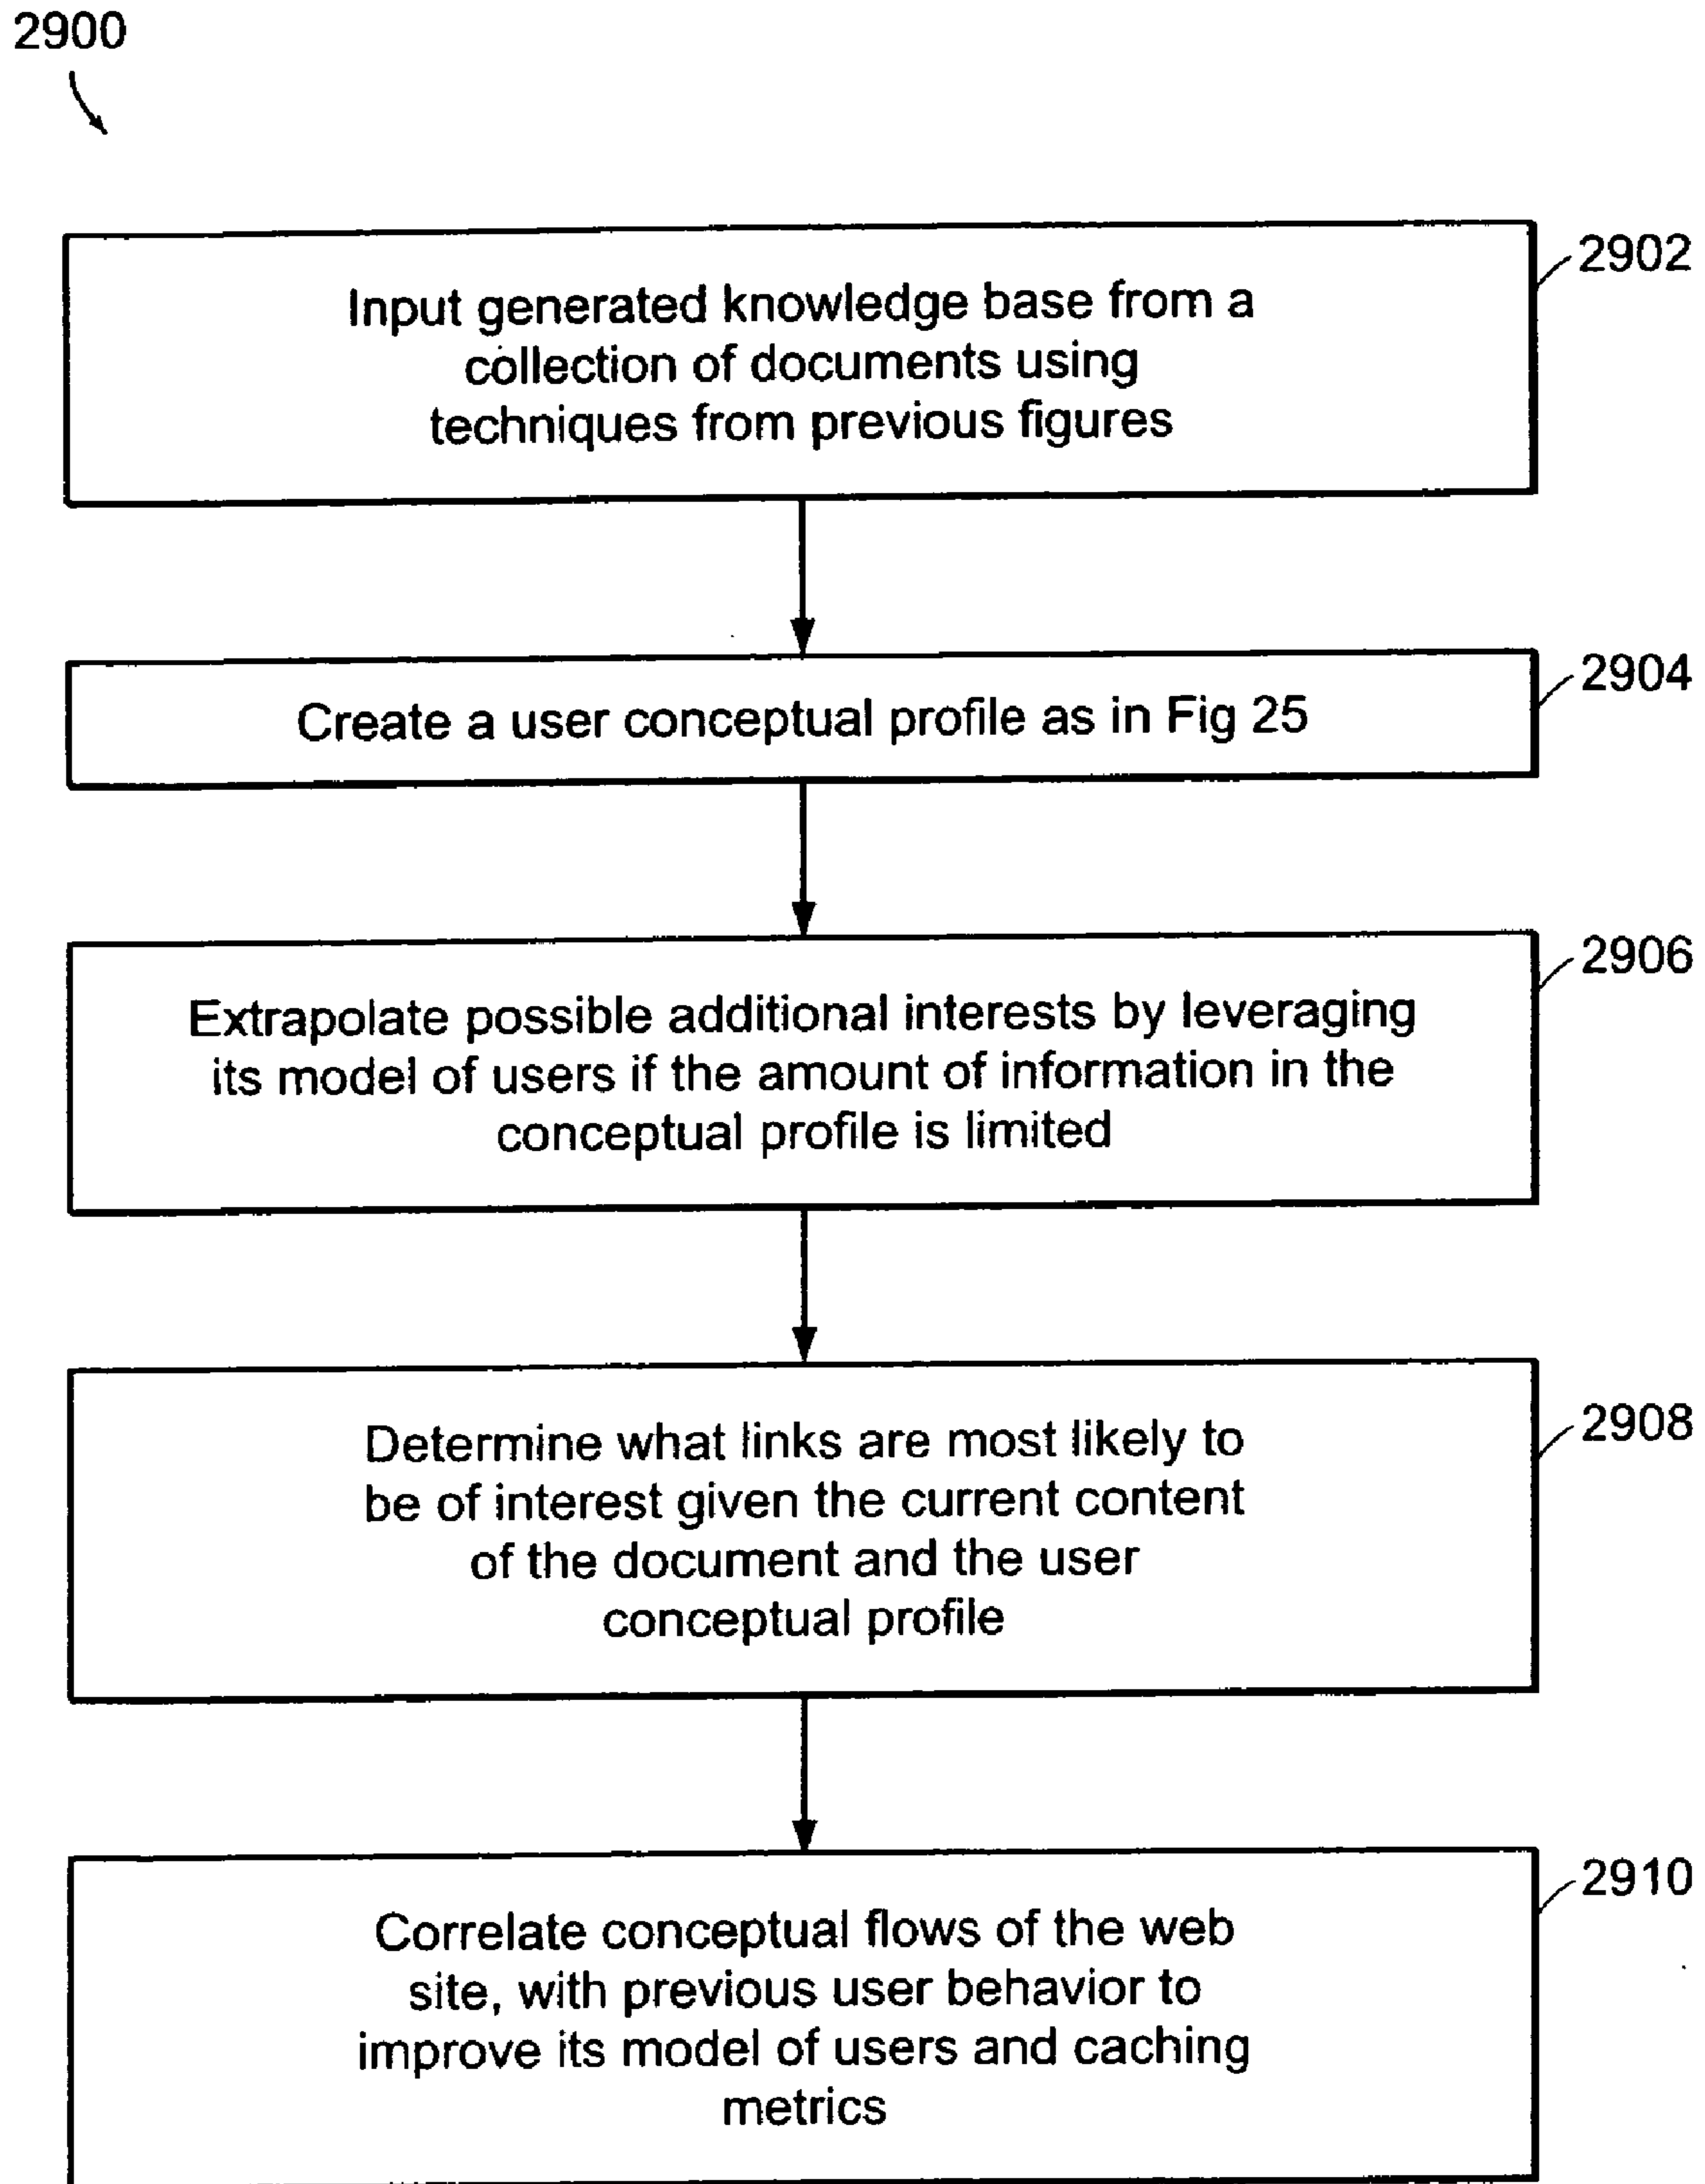 2900
2902
Input generated knowledge base from a
collection of documents using
techniques from previous figures
2904
Create a user conceptual profile as in Fig 25
2906
Extrapolate possible additional interests by leveraging
its model of users if the amount of information in the
conceptual profile is limited
2908
Determine what links are most likely to
be of interest given the current content
of the document and the user
conceptual profile
2910
Correlate conceptual flows of the web
site, with previous user behavior to
improve its model of users and caching
metrics